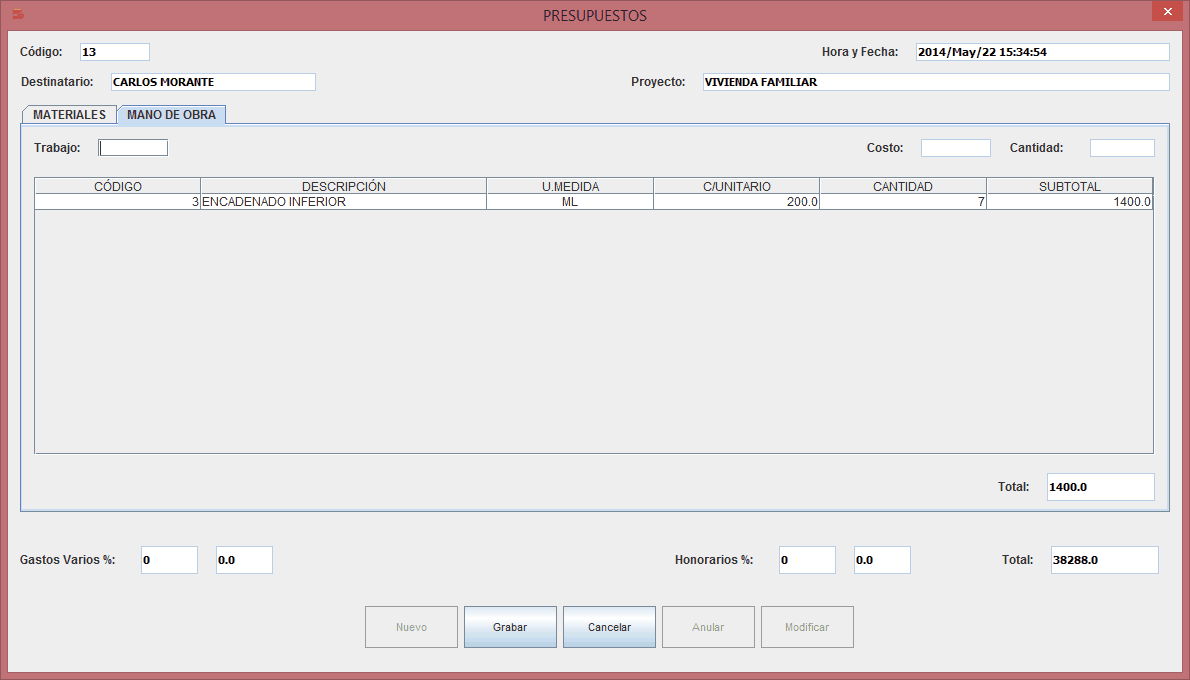 PRESUPUESTOS
Código: 13 Hora y Fecha: 2014/May/22 15:34:54
Destinatario: CARLOS MORANTE Proyecto: VIVIENDA FAMILIAR
MATERIALES MANO DE OBRA
Trabajo: Costo: Cantidad:
CÓDIGO DESCRIPCIÓN U.MEDIDA C/UNITARIO CANTIDAD SUBTOTAL
3 ENCADENADO INFERIOR ML 200.0 7 1400.0
Total: 1400.0
Gastos Varios %: 0 0.0 Honorarios %: 0 0.0 Total: 38288.0
Nuevo Grabar Cancelar Anular Modificar